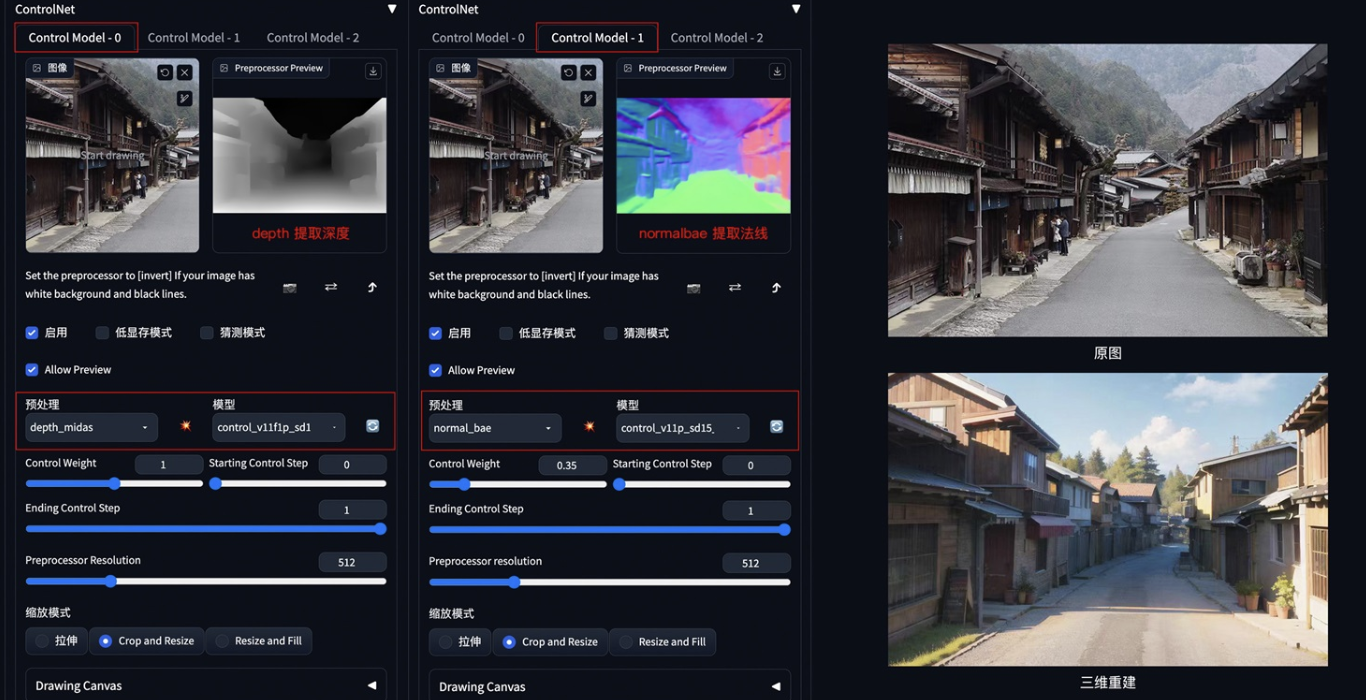 ControlNet
Control Model - 0
Control Model - 1
Control Model - 2
图像
Preprocessor Preview
Start drawing
depth 提取深度
Set the preprocessor to [invert] If your image has
white background and black lines.
启用
低显存模式
猜测模式
Allow Preview
预处理
模型
depth_midas
control_v11f1p_sd1
Control Weight
1
Starting Control Step
0
Ending Control Step
1
Preprocessor Resolution
512
缩放模式
拉伸
Crop and Resize
Resize and Fill
Drawing Canvas
ControlNet
Control Model - 0
Control Model - 1
Control Model - 2
图像
Preprocessor Preview
Start drawing
normalbae 提取法线
Set the preprocessor to [invert] If your image has
white background and black lines.
启用
低显存模式
猜测模式
Allow Preview
预处理
模型
normal_bae
control_v11p_sd15_
Control Weight
0.35
Starting Control Step
0
Ending Control Step
1
Preprocessor resolution
512
缩放模式
拉伸
Crop and Resize
Resize and Fill
Drawing Canvas
原图
三维重建